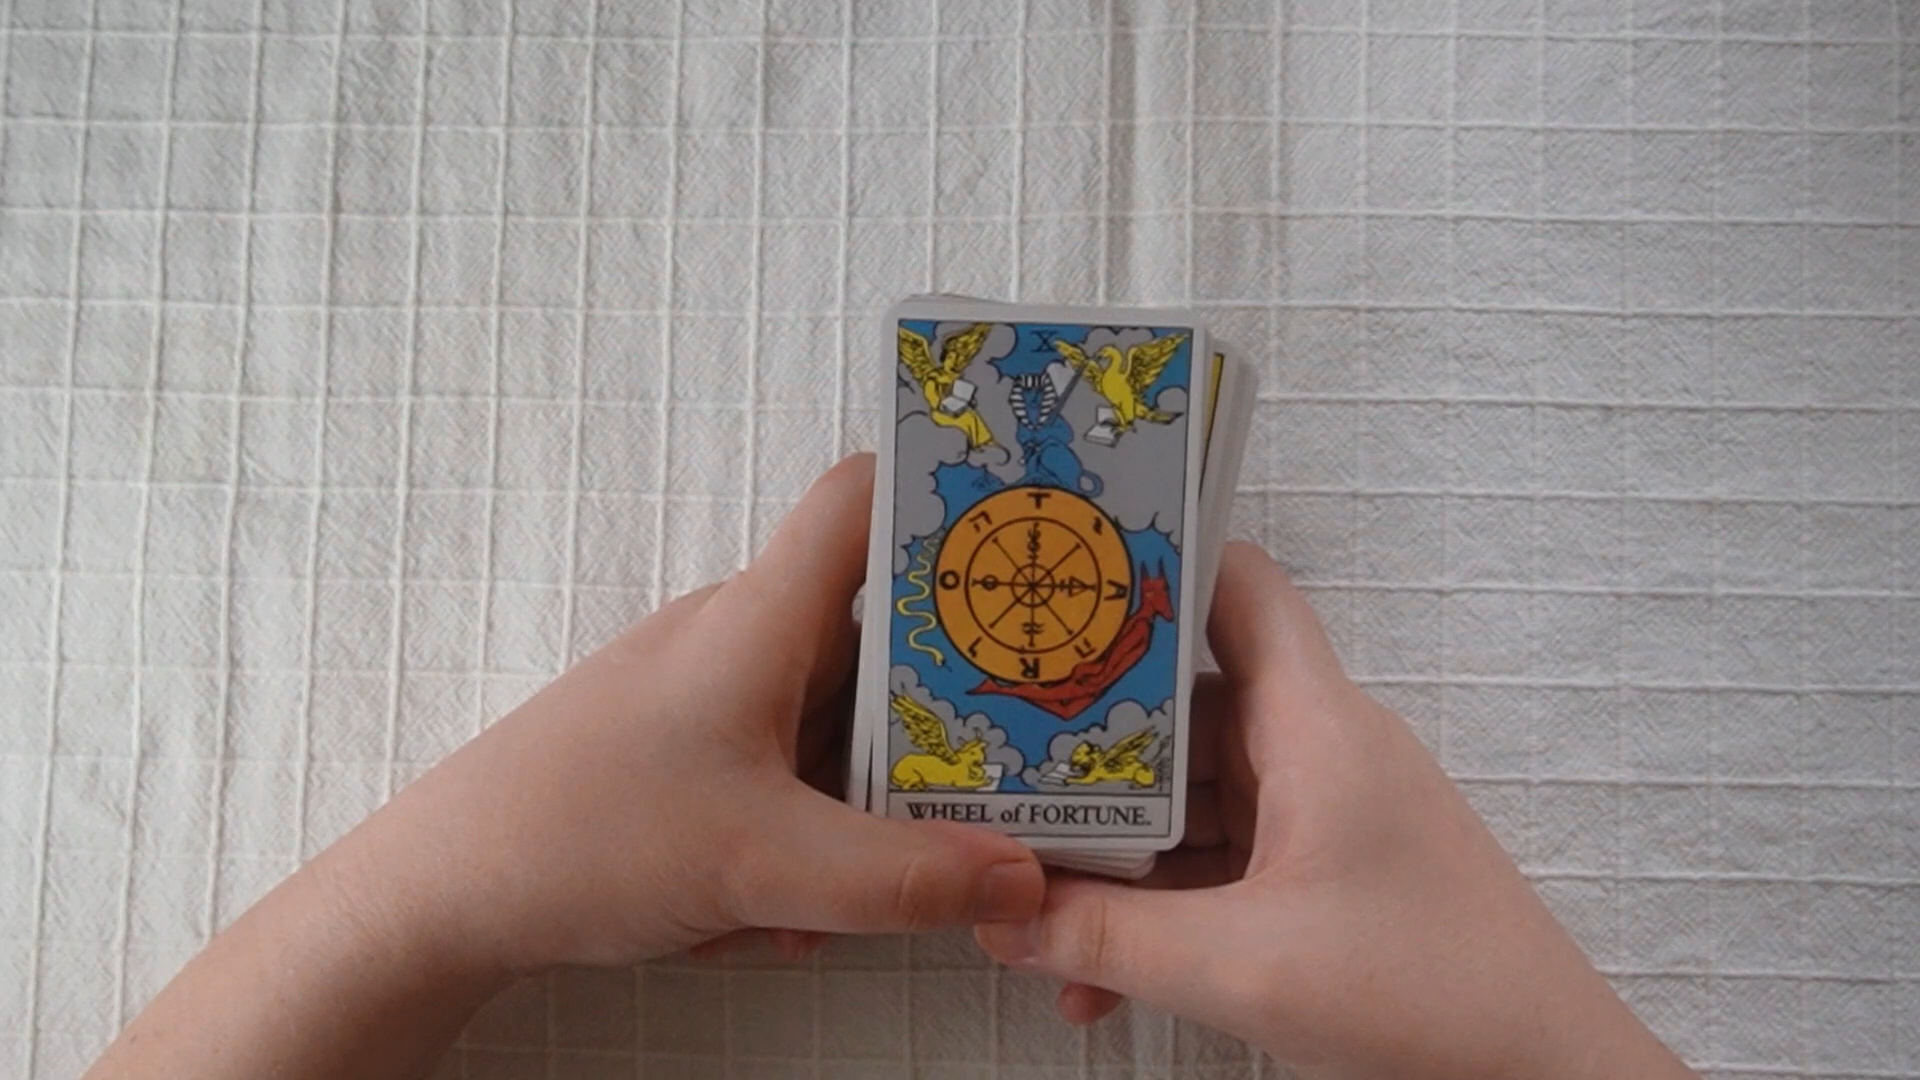 X
T
ה י
O A
ו ה
R
WHEEL of FORTUNE.